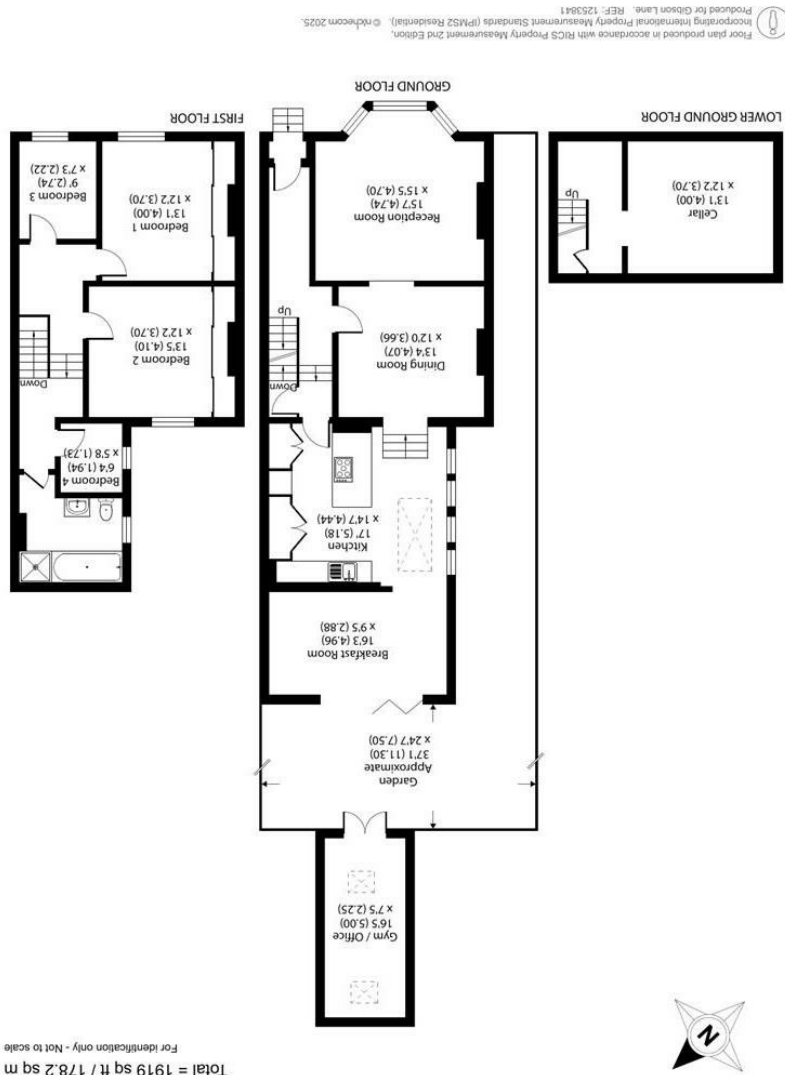 Total = 1919 sq ft / 178.2 sq m
For identification only - Not to scale
N
Gym / Office
16'5 (5.00)
x 7'5 (2.25)
Garden
Approximate
37'1 (11.30)
x 24'7 (7.50)
Breakfast Room
16'3 (4.96)
x 9'5 (2.88)
Kitchen
17' (5.18)
x 14'7 (4.44)
Down
Dining Room
13'4 (4.07)
x 12'0 (3.66)
Up
Reception Room
15'7 (4.74)
x 15'5 (4.70)
GROUND FLOOR
Up
Cellar
13'1 (4.00)
x 12'2 (3.70)
LOWER GROUND FLOOR
Bedroom 4
6'4 (1.94)
x 5'8 (1.73)
Down
Bedroom 2
13'5 (4.10)
x 12'2 (3.70)
Bedroom 1
13'1 (4.00)
x 12'2 (3.70)
Bedroom 3
9' (2.74)
x 7'3 (2.22)
FIRST FLOOR
Floor plan produced in accordance with RICS Property Measurement 2nd Edition,
Incorporating International Property Measurement Standards (IPMS2 Residential). ©nichecom 2025.
Produced for Gibson Lane. REF: 1253841